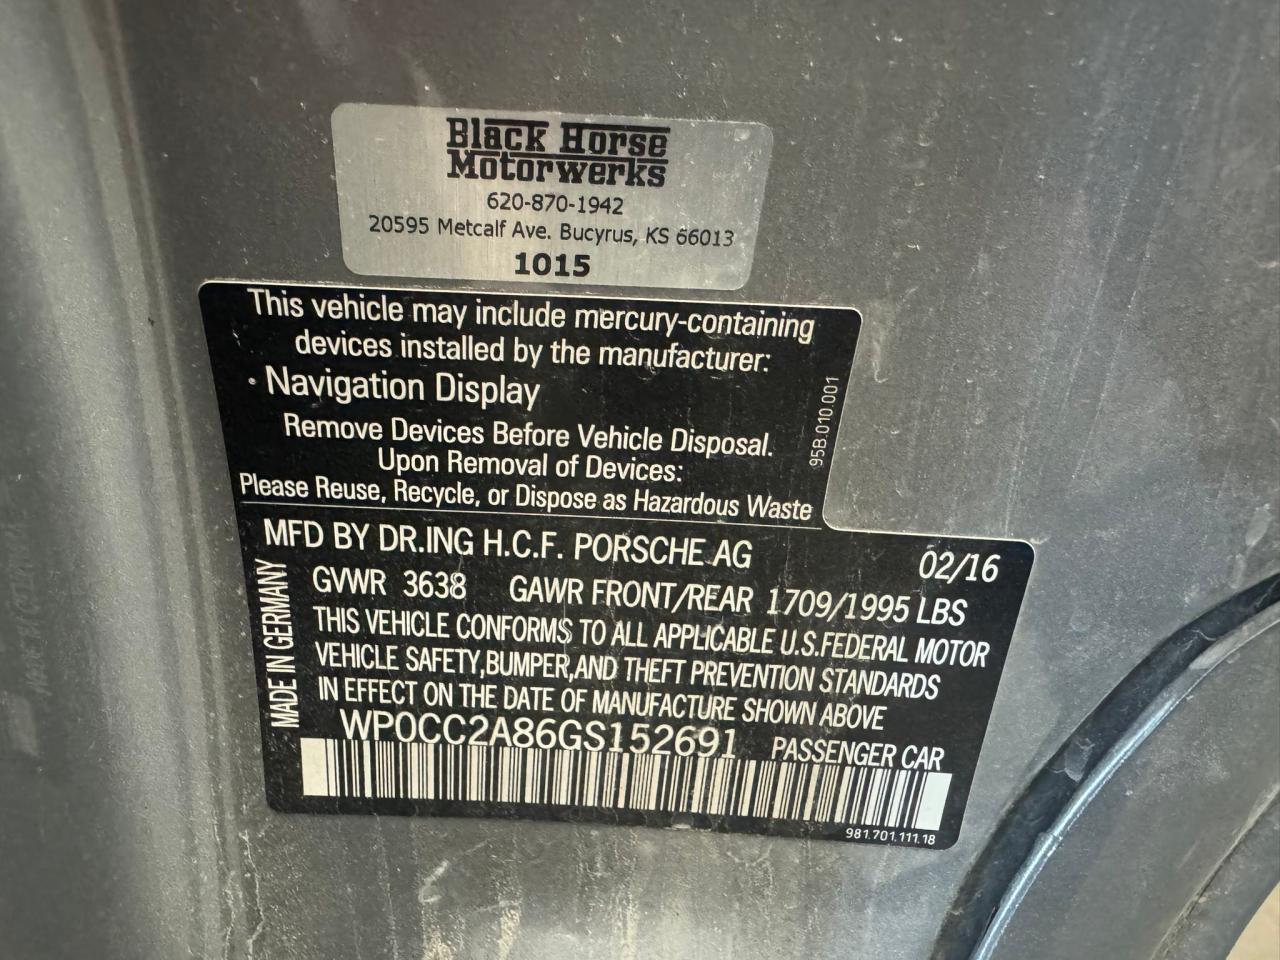 Black Horse
Motorwerks
620-870-1942
20595 Metcalf Ave. Bucyrus, KS 66013
1015
This vehicle may include mercury-containing
devices installed by the manufacturer:
· Navigation Display
Remove Devices Before Vehicle Disposal.
Upon Removal of Devices:
Please Reuse, Recycle, or Dispose as Hazardous Waste
95B.010.001
MFD BY DR.ING H.C.F. PORSCHE AG 02/16
GVWR 3638 GAWR FRONT/REAR 1709/1995 LBS
THIS VEHICLE CONFORMS TO ALL APPLICABLE U.S.FEDERAL MOTOR
VEHICLE SAFETY,BUMPER,AND THEFT PREVENTION STANDARDS
IN EFFECT ON THE DATE OF MANUFACTURE SHOWN ABOVE
MADE IN GERMANY
WP0CC2A86GS152691 PASSENGER CAR
981.701.111.18